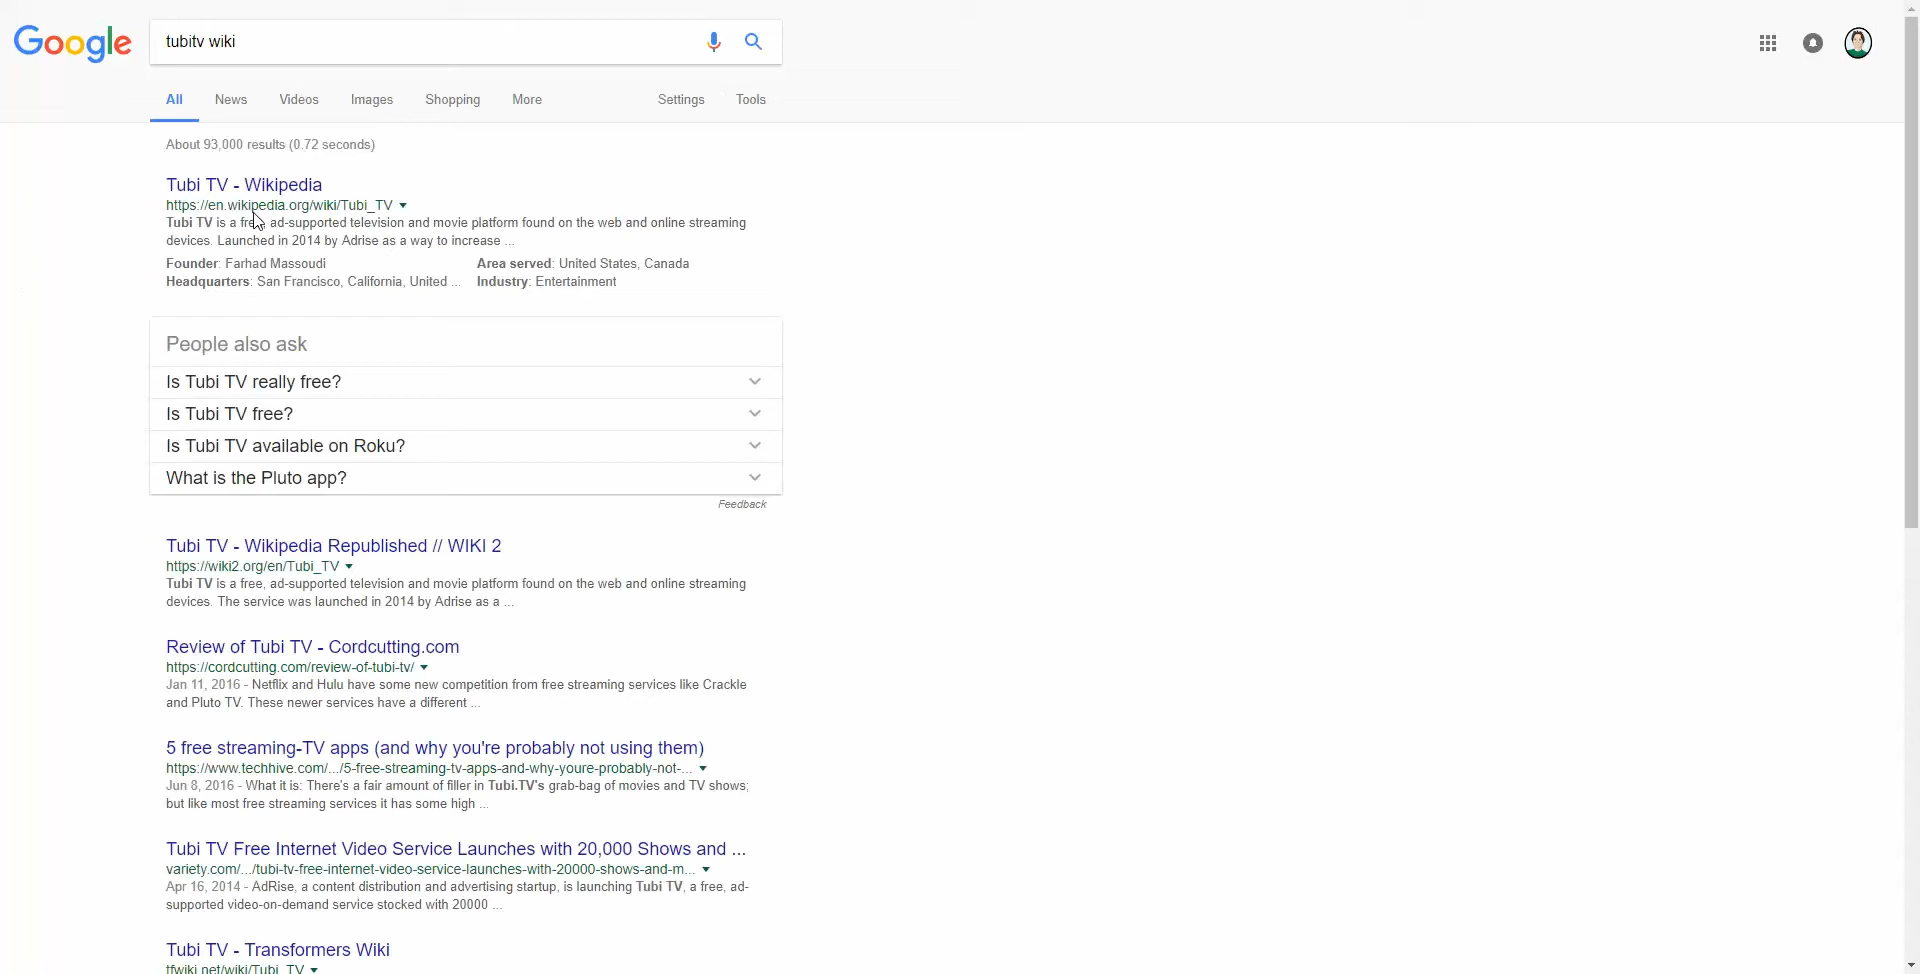 Google
tubitv wiki
All News Videos Images Shopping More Settings Tools
About 93,000 results (0.72 seconds)
Tubi TV - Wikipedia
https://en.wikipedia.org/wiki/Tubi_TV
Tubi TV is a free, ad-supported television and movie platform found on the web and online streaming
devices. Launched in 2014 by Adrise as a way to increase ...
Founder: Farhad Massoudi Area served: United States, Canada
Headquarters: San Francisco, California, United ... Industry: Entertainment
People also ask
Is Tubi TV really free?
Is Tubi TV free?
Is Tubi TV available on Roku?
What is the Pluto app?
Feedback
Tubi TV - Wikipedia Republished // WIKI 2
https://wiki2.org/en/Tubi_TV
Tubi TV is a free, ad-supported television and movie platform found on the web and online streaming
devices. The service was launched in 2014 by Adrise as a ...
Review of Tubi TV - Cordcutting.com
https://cordcutting.com/review-of-tubi-tv/
Jan 11, 2016 - Netflix and Hulu have some new competition from free streaming services like Crackle
and Pluto TV. These newer services have a different ...
5 free streaming-TV apps (and why you're probably not using them)
https://www.techhive.com/.../5-free-streaming-tv-apps-and-why-youre-probably-not-...
Jun 8, 2016 - What it is: There's a fair amount of filler in Tubi.TV's grab-bag of movies and TV shows;
but like most free streaming services it has some high ...
Tubi TV Free Internet Video Service Launches with 20,000 Shows and ...
variety.com/.../tubi-tv-free-internet-video-service-launches-with-20000-shows-and-m...
Apr 16, 2014 - AdRise, a content distribution and advertising startup, is launching Tubi TV, a free, ad-
supported video-on-demand service stocked with 20000 ...
Tubi TV - Transformers Wiki
tfwiki.net/wiki/Tubi_TV